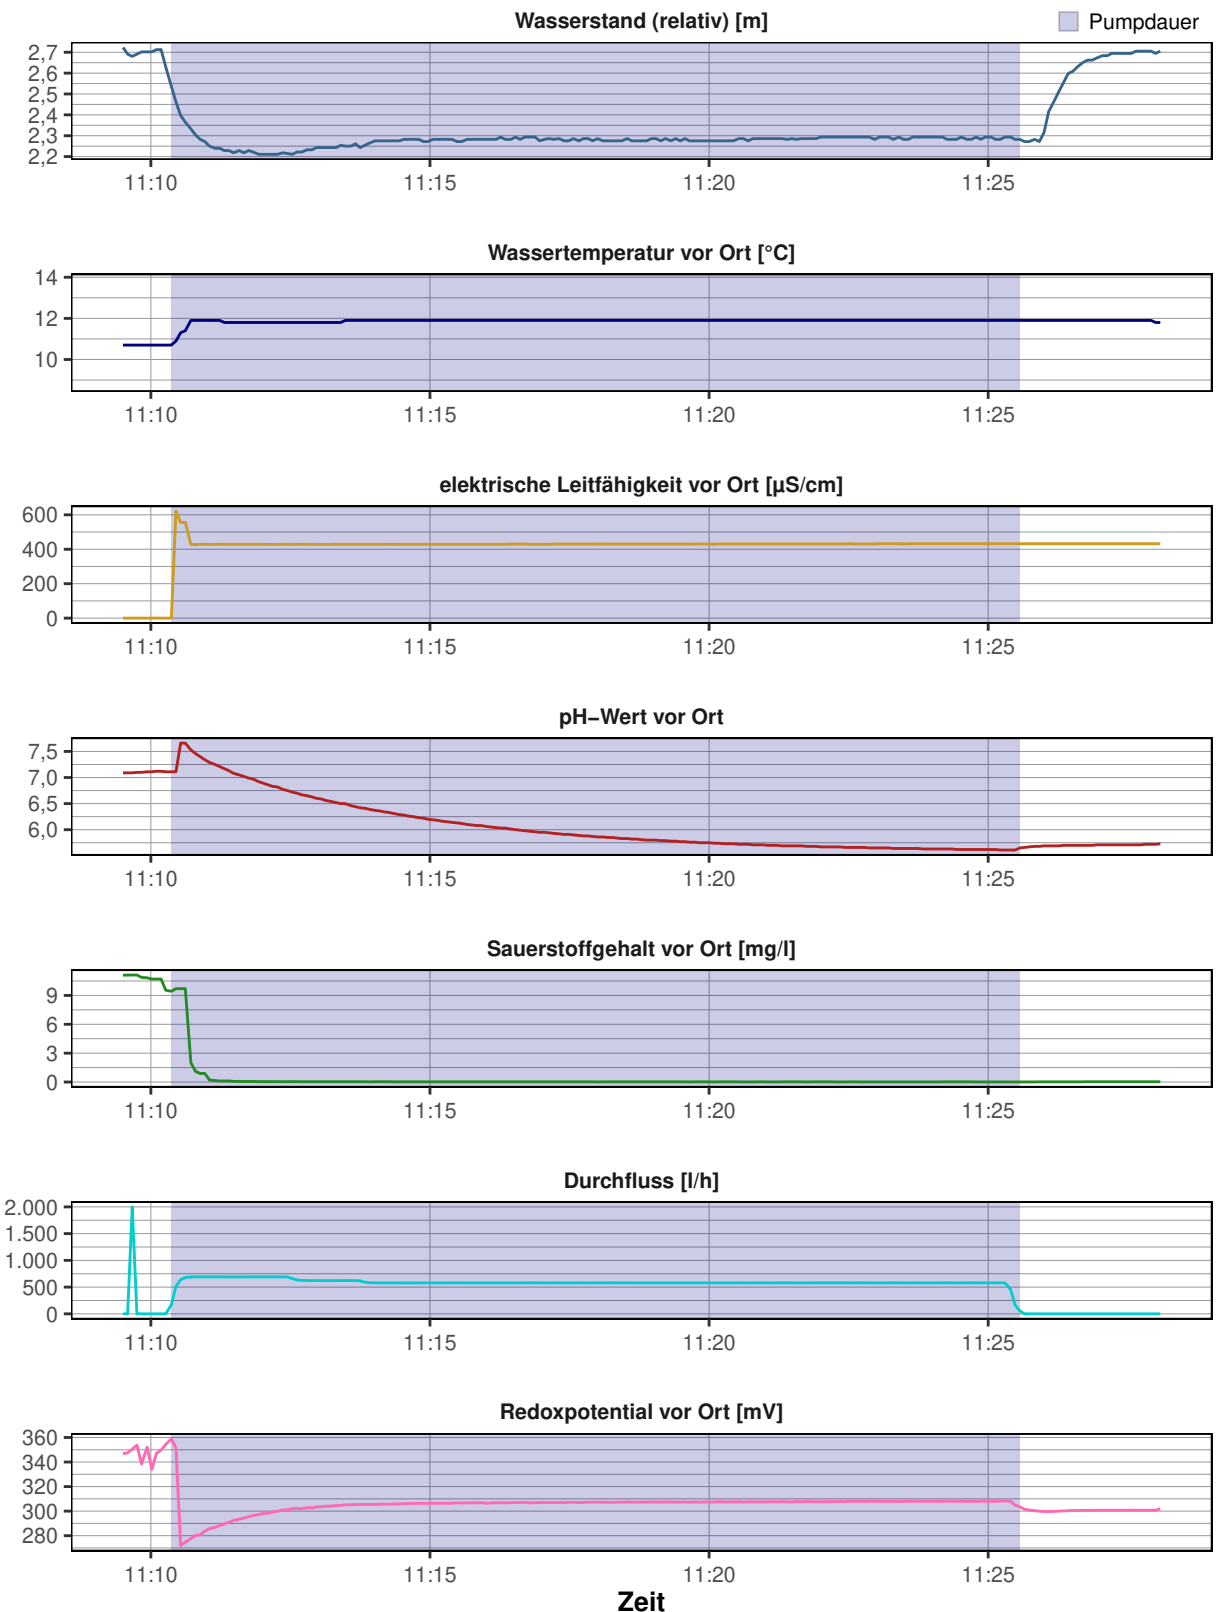 Wasserstand (relativ) [m]
Pumpdauer
2,7
2,6
2,5
2,4
2,3
2,2
11:10 11:15 11:20 11:25
Wassertemperatur vor Ort [°C]
14
12
10
11:10 11:15 11:20 11:25
elektrische Leitfähigkeit vor Ort [µS/cm]
600
400
200
0
11:10 11:15 11:20 11:25
pH−Wert vor Ort
7,5
7,0
6,5
6,0
11:10 11:15 11:20 11:25
Sauerstoffgehalt vor Ort [mg/l]
9
6
3
0
11:10 11:15 11:20 11:25
Durchfluss [l/h]
2.000
1.500
1.000
500
0
11:10 11:15 11:20 11:25
Redoxpotential vor Ort [mV]
360
340
320
300
280
11:10 11:15 11:20 11:25
Zeit